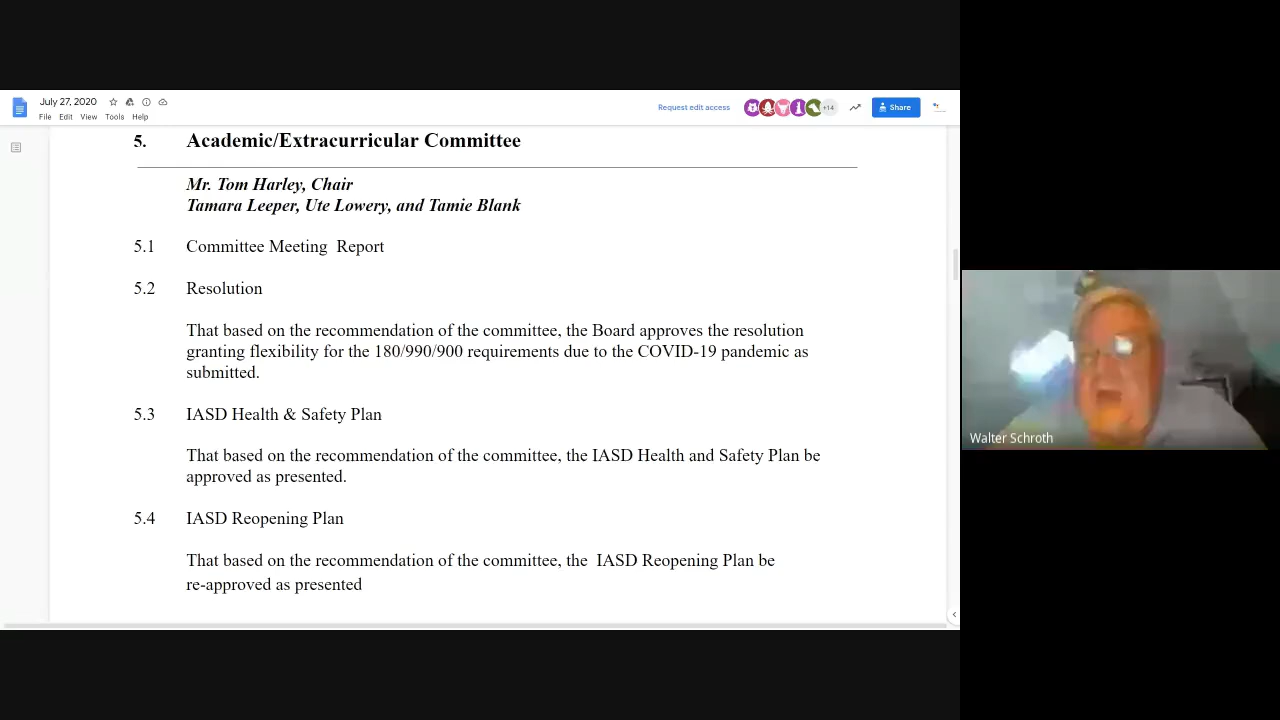 July 27, 2020
File Edit View Tools Help
Request edit access
+14
Share
5. Academic/Extracurricular Committee
Mr. Tom Harley, Chair
Tamara Leeper, Ute Lowery, and Tamie Blank
5.1 Committee Meeting Report
5.2 Resolution
That based on the recommendation of the committee, the Board approves the resolution
granting flexibility for the 180/990/900 requirements due to the COVID-19 pandemic as
submitted.
5.3 IASD Health & Safety Plan
That based on the recommendation of the committee, the IASD Health and Safety Plan be
approved as presented.
5.4 IASD Reopening Plan
That based on the recommendation of the committee, the IASD Reopening Plan be
re-approved as presented
Walter Schroth